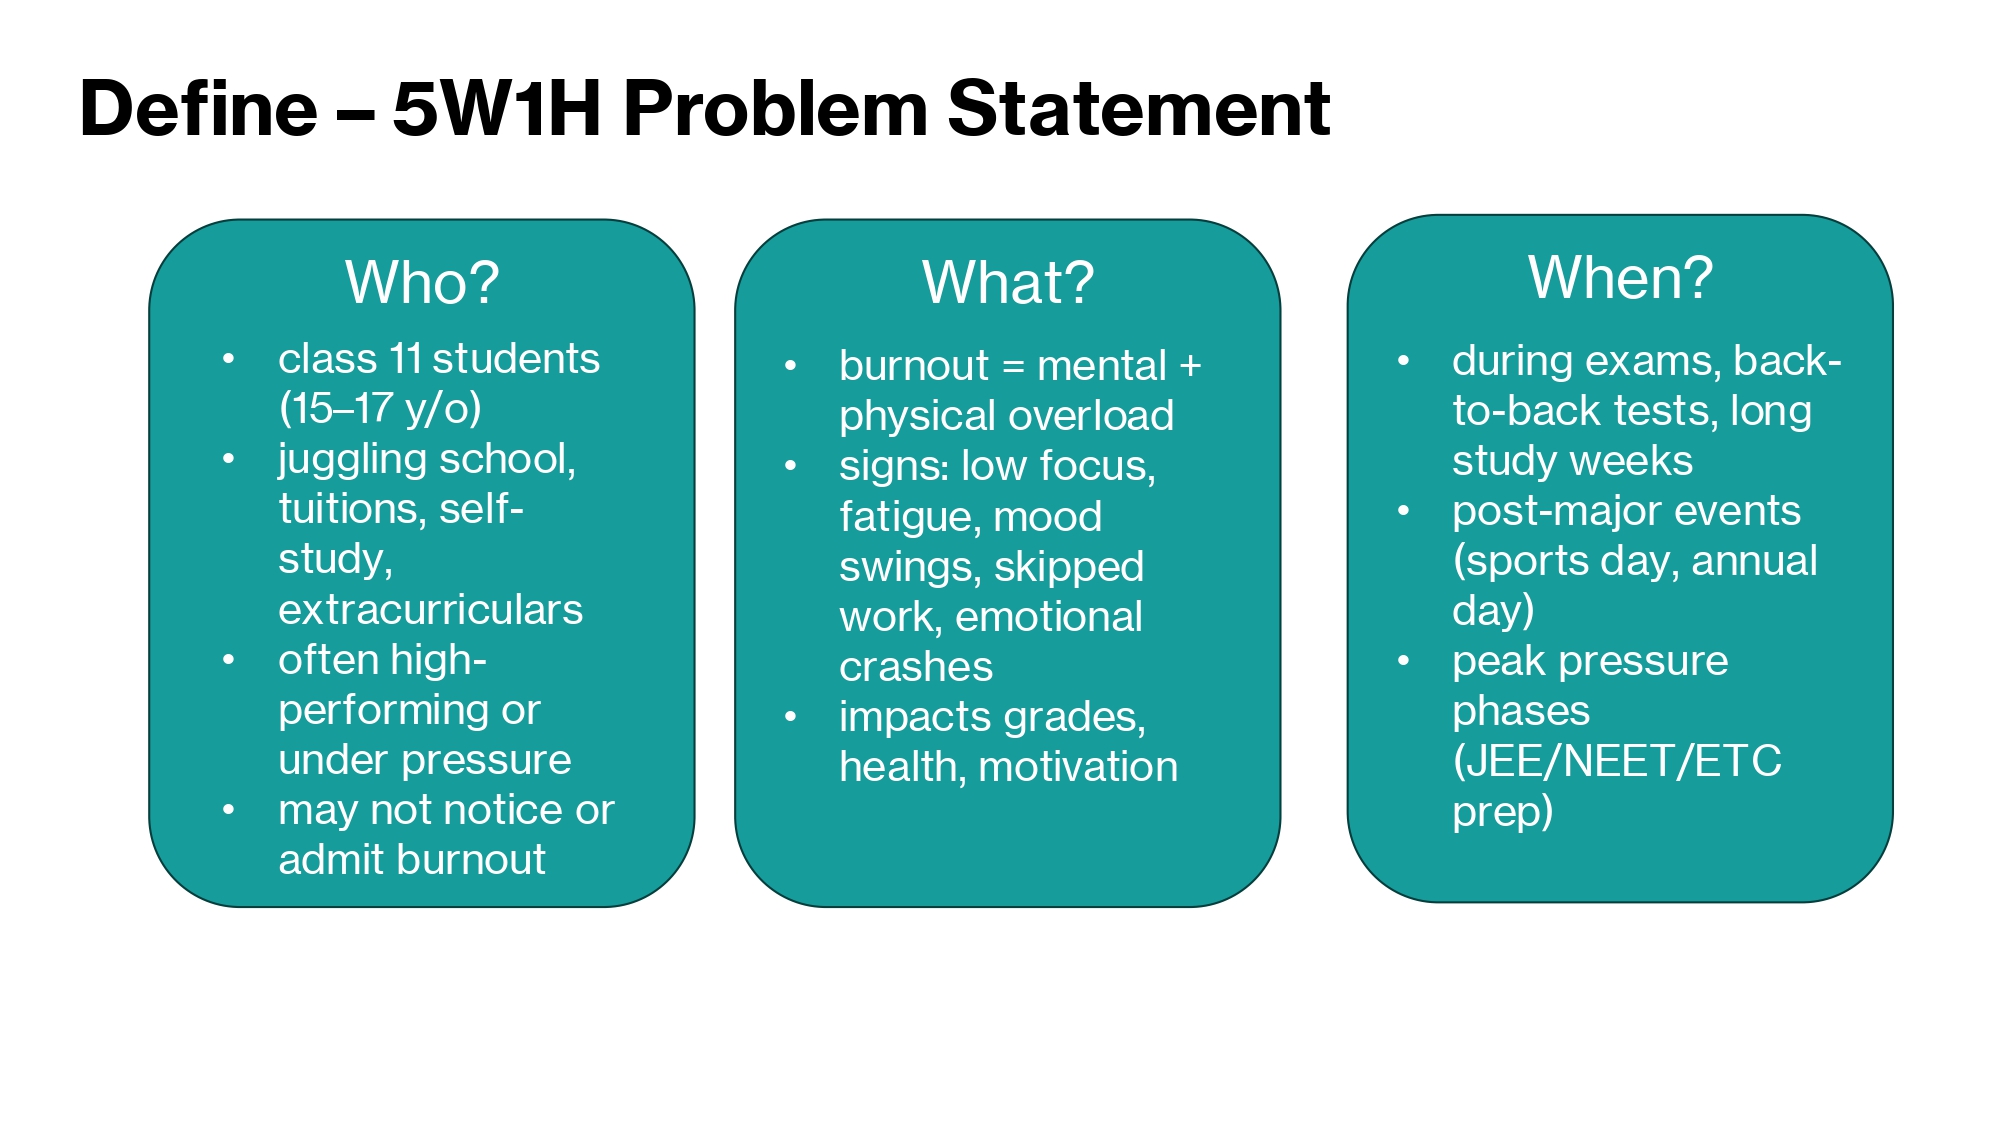 Define – 5W1H Problem Statement
Who?
• class 11 students
(15–17 y/o)
• juggling school,
tuitions, self-
study,
extracurriculars
• often high-
performing or
under pressure
• may not notice or
admit burnout
What?
• burnout = mental +
physical overload
• signs: low focus,
fatigue, mood
swings, skipped
work, emotional
crashes
• impacts grades,
health, motivation
When?
• during exams, back-
to-back tests, long
study weeks
• post-major events
(sports day, annual
day)
• peak pressure
phases
(JEE/NEET/ETC
prep)